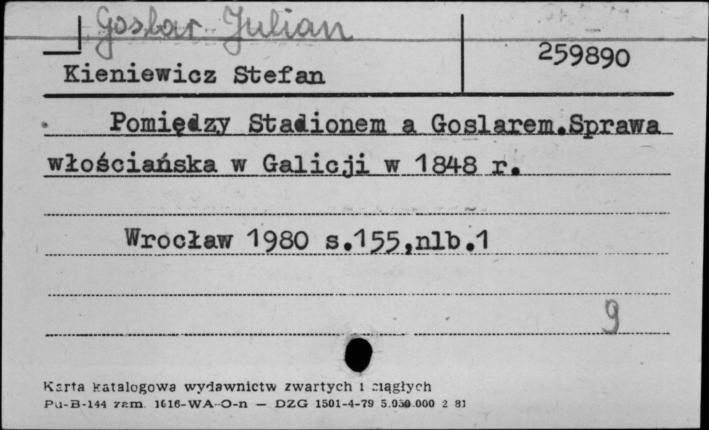 Goslar Julian
259890
Kieniewicz Stefan
Pomiędzy Stadionem a Goslarem.Sprawa
włościańska w Galicji w 1848 r.
Wrocław 1980 s.155,nlb.1
9
Karta katalogowa wydawnictw zwartych i ciągłych
Pu-B-144 zam. 1616-WA-O-n — DZG 1501-4-79 5.050.000 2 81